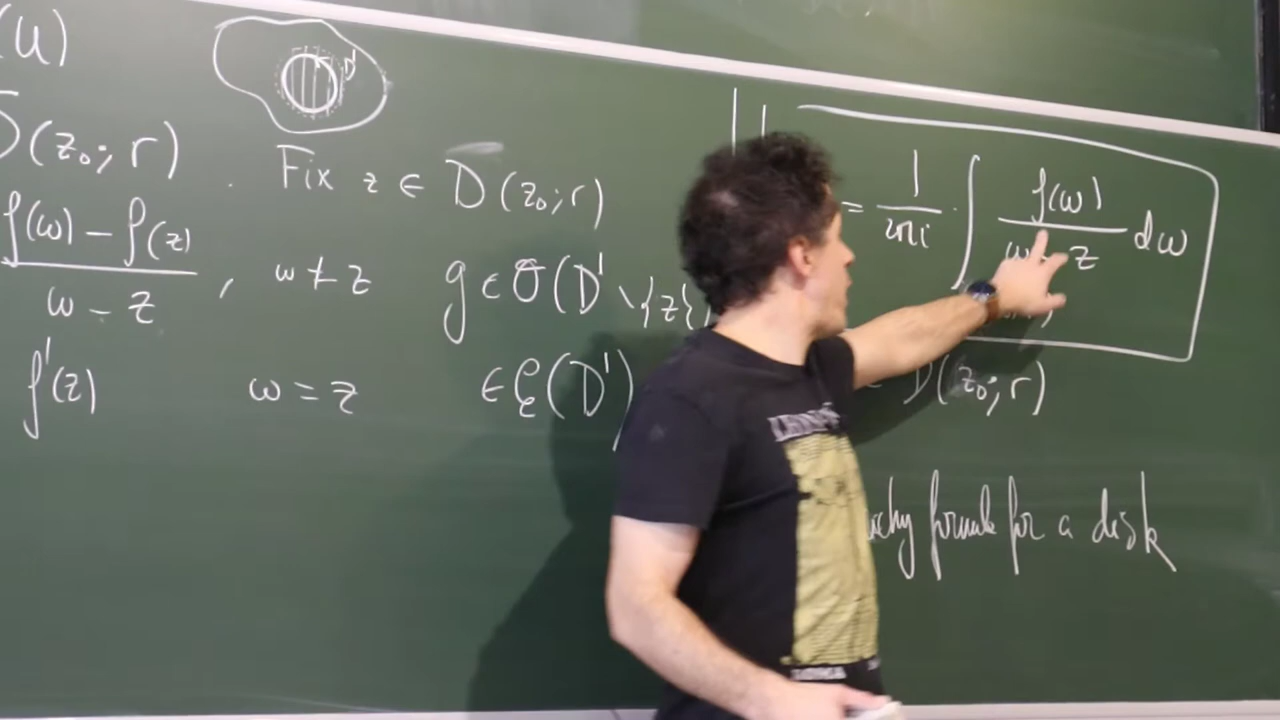 (U)
D'
D̄(z₀; r) . Fix z ∈ D(z₀; r)
f(ω) − f(z)
ω − z
, ω ≠ z g ∈ O(D' \ {z})
f'(z) ω = z ∈ C(D')
= 1/2πi · ∫ f(ω)/ω − z dω
D(z₀; r)
formula for a disk